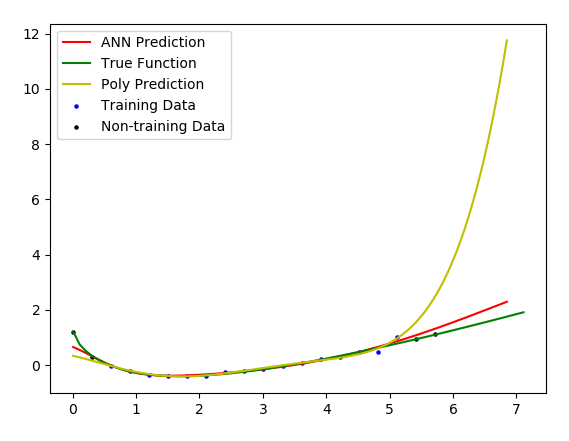 12
10
8
6
4
2
0
ANN Prediction
True Function
Poly Prediction
Training Data
Non-training Data
0 1 2 3 4 5 6 7